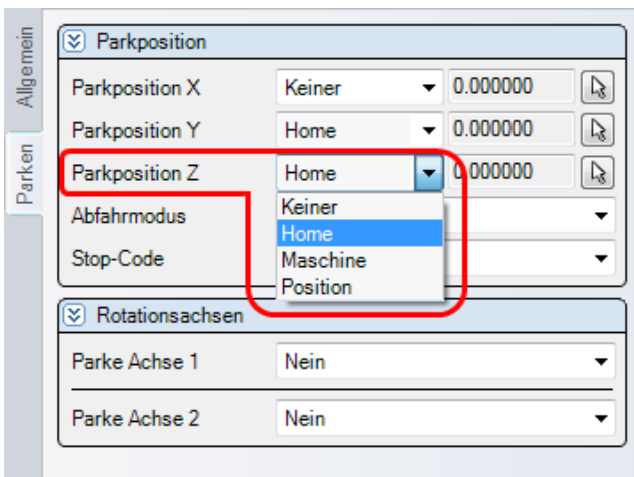 Allgemein
Parken
Parkposition
Parkposition X Keiner 0.000000
Parkposition Y Home 0.000000
Parkposition Z Home 0.000000
Abfahrmodus
Stop-Code
Keiner
Home
Maschine
Position
Rotationsachsen
Parke Achse 1 Nein
Parke Achse 2 Nein